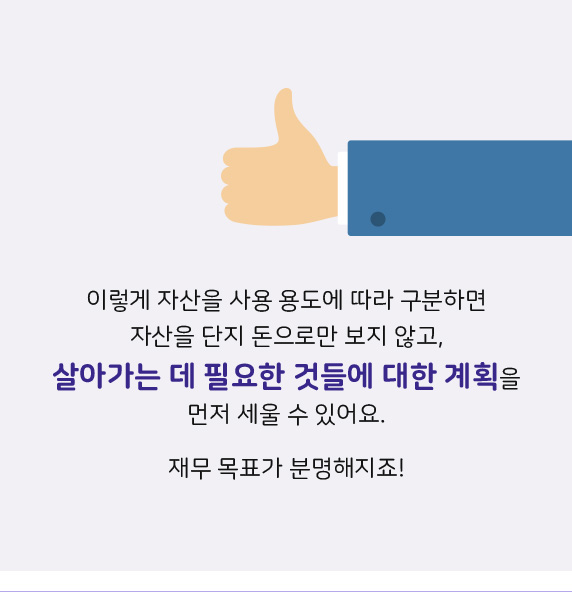 이렇게 자산을 사용 용도에 따라 구분하면
자산을 단지 돈으로만 보지 않고,
살아가는 데 필요한 것들에 대한 계획을
먼저 세울 수 있어요.
재무 목표가 분명해지죠!